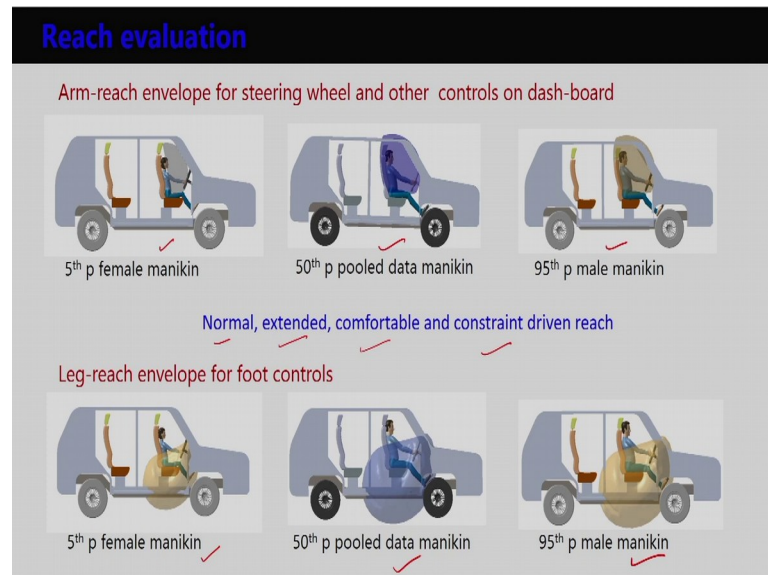 Reach evaluation
Arm-reach envelope for steering wheel and other controls on dash-board
5th p female manikin
50th p pooled data manikin
95th p male manikin
Normal, extended, comfortable and constraint driven reach
Leg-reach envelope for foot controls
5th p female manikin
50th p pooled data manikin
95th p male manikin